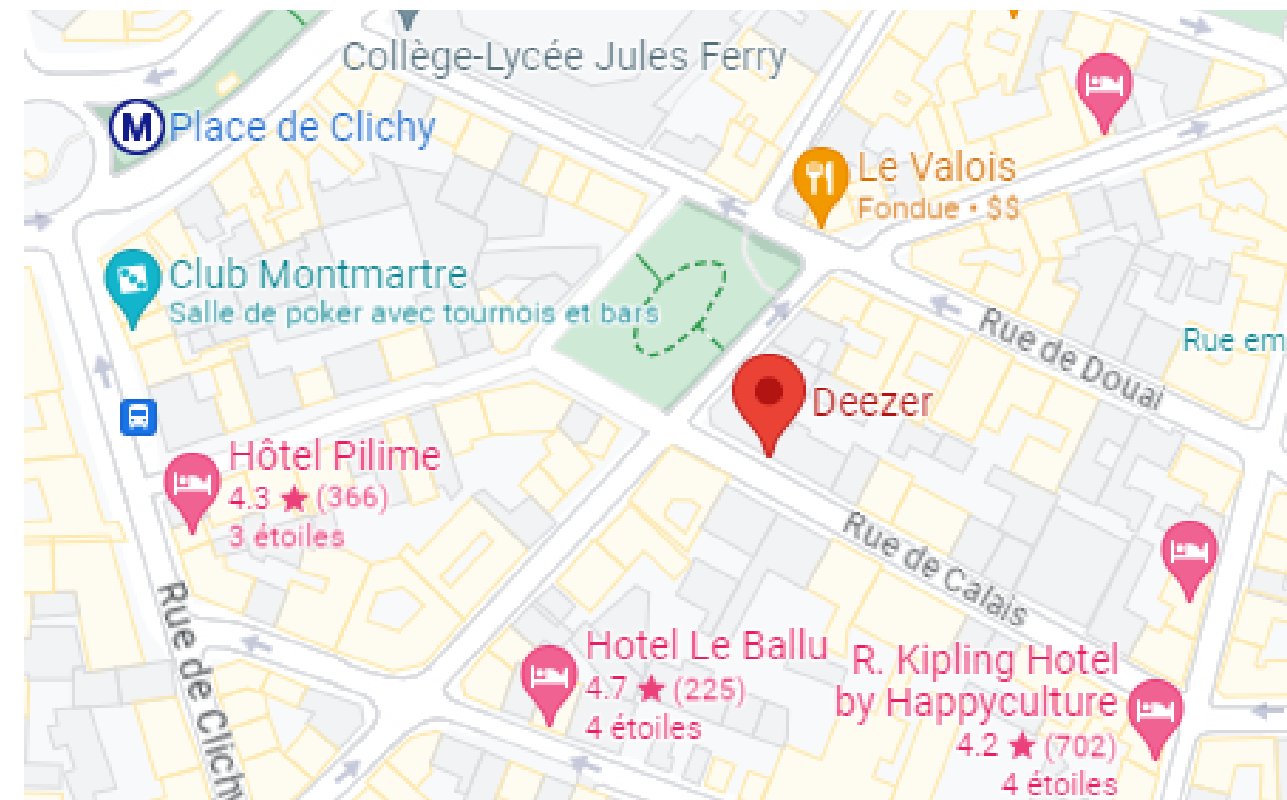 Collège-Lycée Jules Ferry
M Place de Clichy
Le Valois
Fondue • $$
Club Montmartre
Salle de poker avec tournois et bars
Rue de Douai
Rue em
Deezer
Hôtel Pilime
4.3 ★ (366)
3 étoiles
Rue de Calais
Rue de Clichy
Hotel Le Ballu
4.7 ★ (225)
4 étoiles
R. Kipling Hotel
by Happyculture
4.2 ★ (702)
4 étoiles